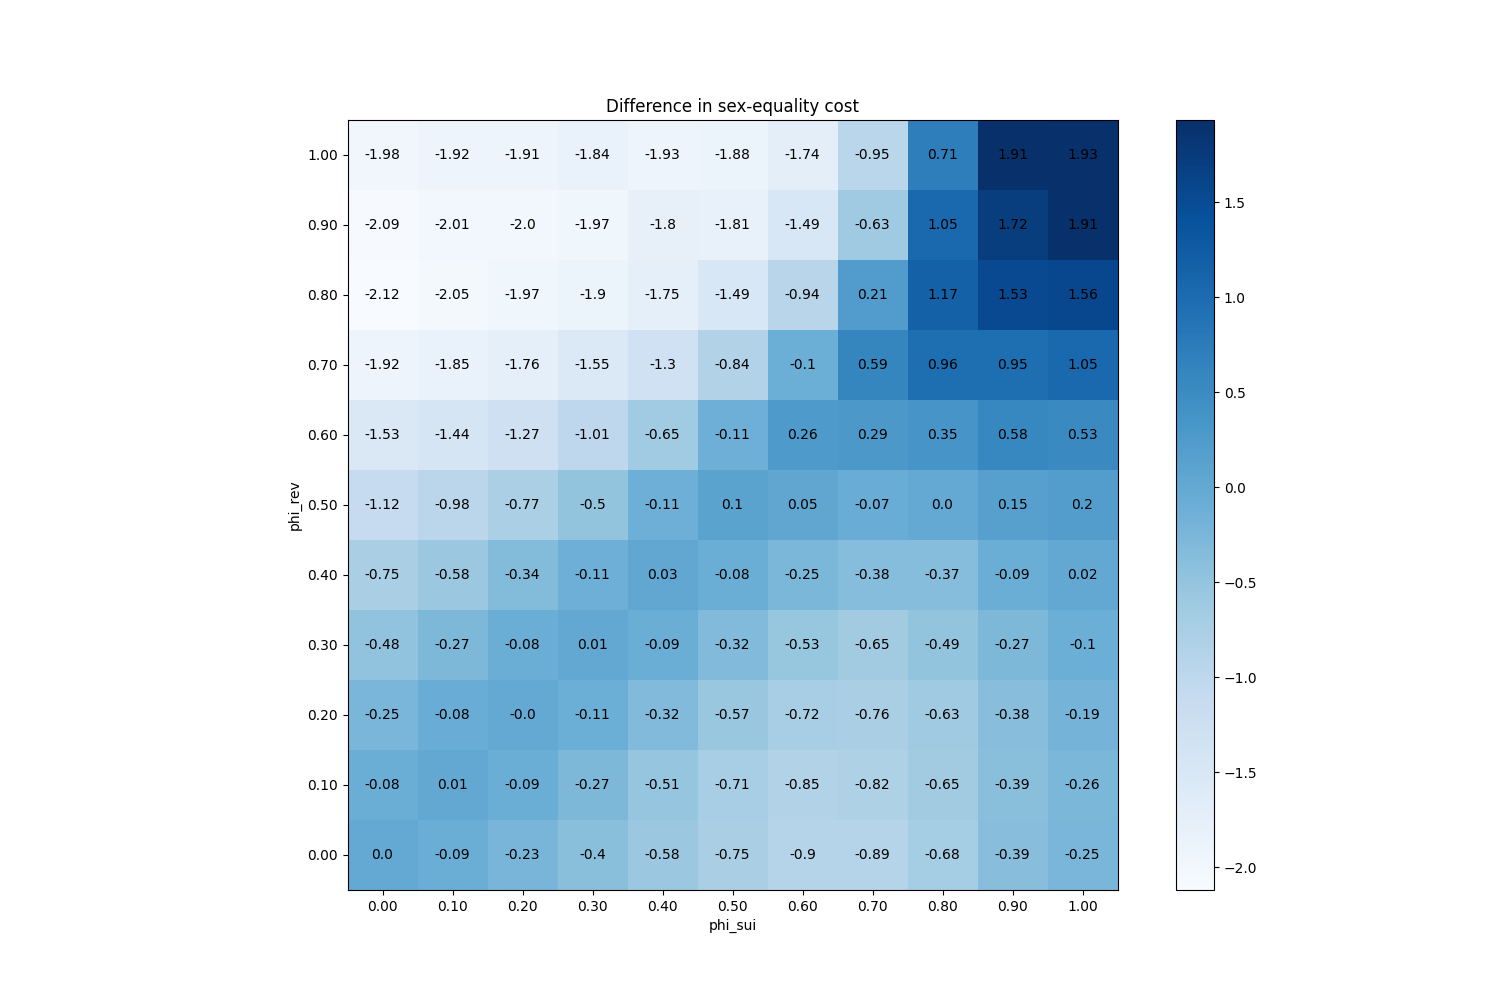 Difference in sex-equality cost
1.00 -1.98 -1.92 -1.91 -1.84 -1.93 -1.88 -1.74 -0.95 0.71 1.91 1.93
0.90 -2.09 -2.01 -2.0 -1.97 -1.8 -1.81 -1.49 -0.63 1.05 1.72 1.91
0.80 -2.12 -2.05 -1.97 -1.9 -1.75 -1.49 -0.94 0.21 1.17 1.53 1.56
0.70 -1.92 -1.85 -1.76 -1.55 -1.3 -0.84 -0.1 0.59 0.96 0.95 1.05
0.60 -1.53 -1.44 -1.27 -1.01 -0.65 -0.11 0.26 0.29 0.35 0.58 0.53
0.50 -1.12 -0.98 -0.77 -0.5 -0.11 0.1 0.05 -0.07 0.0 0.15 0.2
0.40 -0.75 -0.58 -0.34 -0.11 0.03 -0.08 -0.25 -0.38 -0.37 -0.09 0.02
0.30 -0.48 -0.27 -0.08 0.01 -0.09 -0.32 -0.53 -0.65 -0.49 -0.27 -0.1
0.20 -0.25 -0.08 -0.0 -0.11 -0.32 -0.57 -0.72 -0.76 -0.63 -0.38 -0.19
0.10 -0.08 0.01 -0.09 -0.27 -0.51 -0.71 -0.85 -0.82 -0.65 -0.39 -0.26
0.00 0.0 -0.09 -0.23 -0.4 -0.58 -0.75 -0.9 -0.89 -0.68 -0.39 -0.25
0.00 0.10 0.20 0.30 0.40 0.50 0.60 0.70 0.80 0.90 1.00
phi_sui
phi_rev
1.5
1.0
0.5
0.0
−0.5
−1.0
−1.5
−2.0